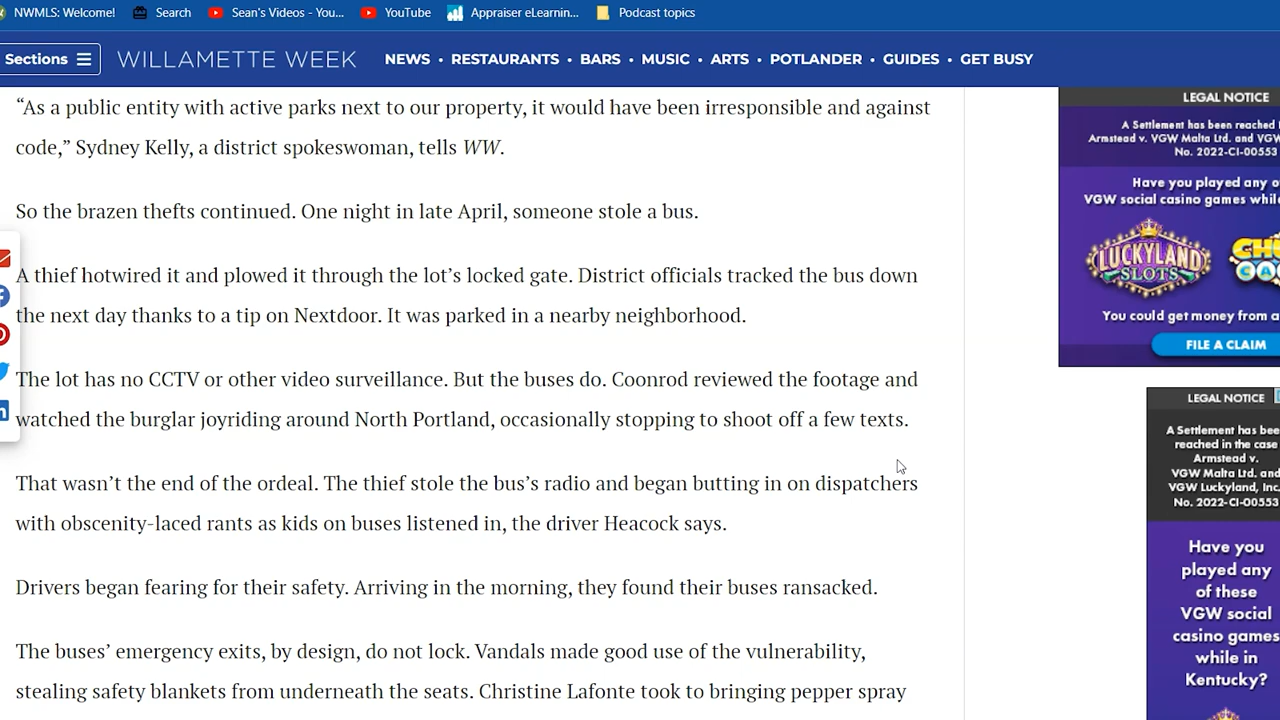 NWMLS: Welcome! Search Sean's Videos - You... YouTube Appraiser eLearnin... Podcast topics
Sections WILLAMETTE WEEK NEWS • RESTAURANTS • BARS • MUSIC • ARTS • POTLANDER • GUIDES • GET BUSY
“As a public entity with active parks next to our property, it would have been irresponsible and against
code,” Sydney Kelly, a district spokeswoman, tells WW.
So the brazen thefts continued. One night in late April, someone stole a bus.
A thief hotwired it and plowed it through the lot’s locked gate. District officials tracked the bus down
the next day thanks to a tip on Nextdoor. It was parked in a nearby neighborhood.
The lot has no CCTV or other video surveillance. But the buses do. Coonrod reviewed the footage and
watched the burglar joyriding around North Portland, occasionally stopping to shoot off a few texts.
That wasn’t the end of the ordeal. The thief stole the bus’s radio and began butting in on dispatchers
with obscenity-laced rants as kids on buses listened in, the driver Heacock says.
Drivers began fearing for their safety. Arriving in the morning, they found their buses ransacked.
The buses’ emergency exits, by design, do not lock. Vandals made good use of the vulnerability,
stealing safety blankets from underneath the seats. Christine Lafonte took to bringing pepper spray
LEGAL NOTICE
A Settlement has been reached
Armstead v. VGW Malta Ltd. and VG
No. 2022-CI-00553
Have you played any o
VGW social casino games while
LUCKYLAND
SLOTS
You could get money from a
FILE A CLAIM
LEGAL NOTICE
A Settlement has been
reached in the case
Armstead v.
VGW Malta Ltd. and
VGW Luckyland, Inc.
No. 2022-CI-00553
Have you
played any
of these
VGW social
casino games
while in
Kentucky?